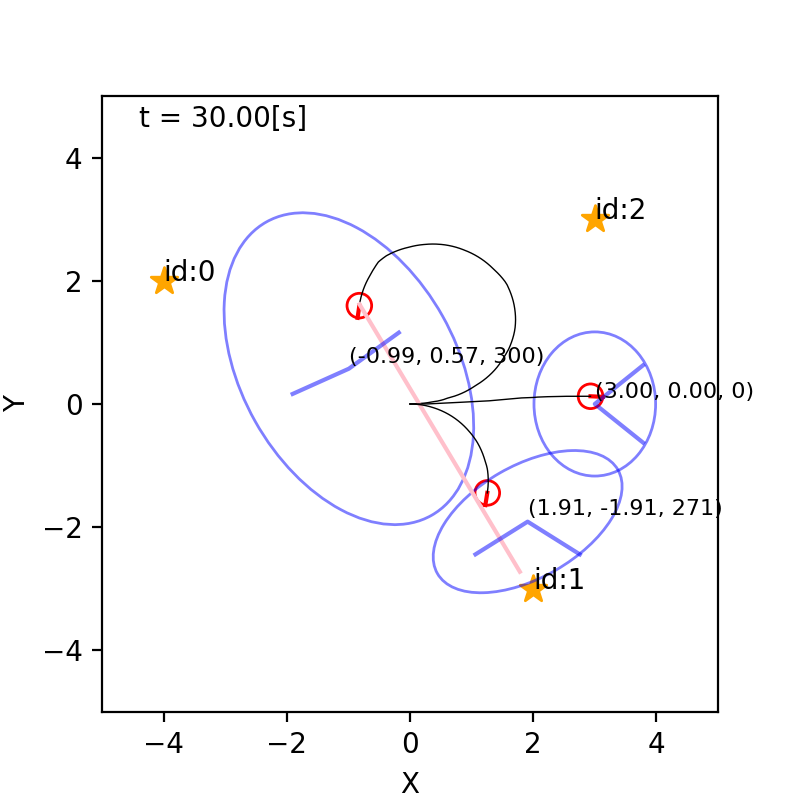 t = 30.00[s]
4
id:2
id:0
2
(-0.99, 0.57, 300)
(3.00, 0.00, 0)
0
Y
(1.91, -1.91, 271)
−2
id:1
−4
−4 −2 0 2 4
X